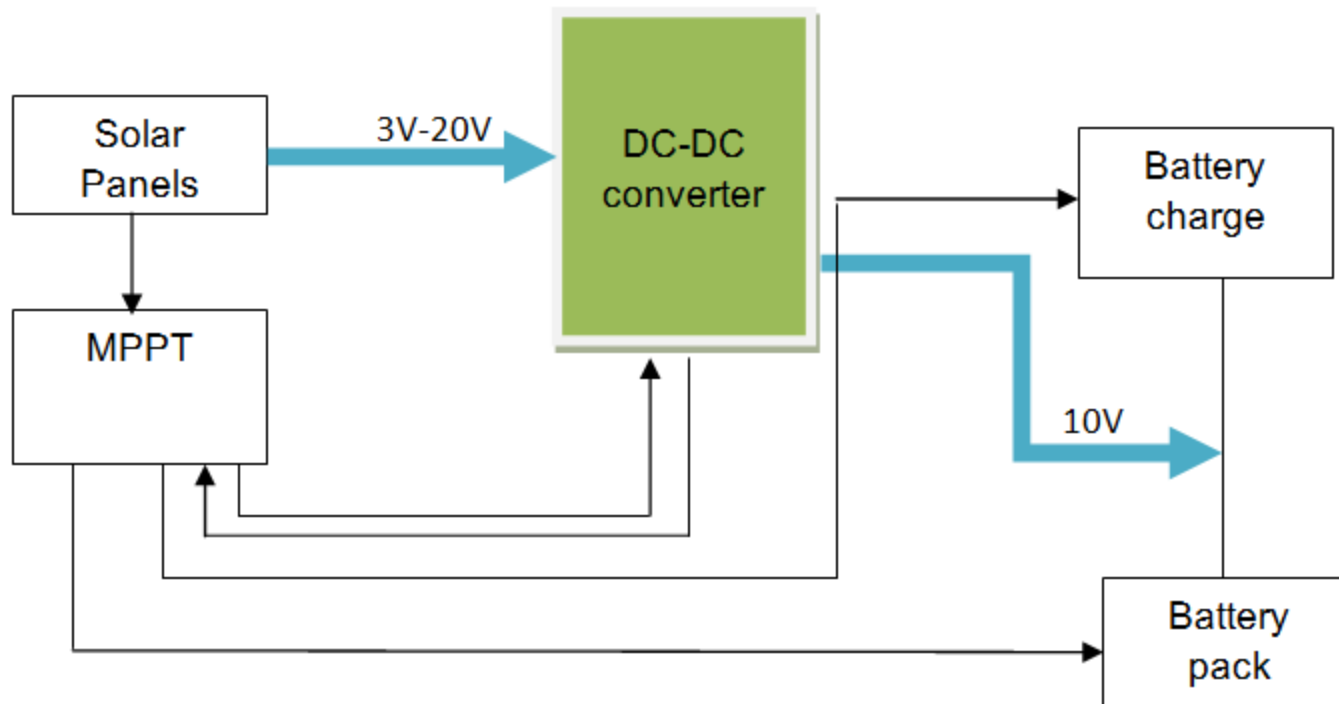 Solar
Panels
3V-20V
DC-DC
converter
Battery
charge
MPPT
10V
Battery
pack